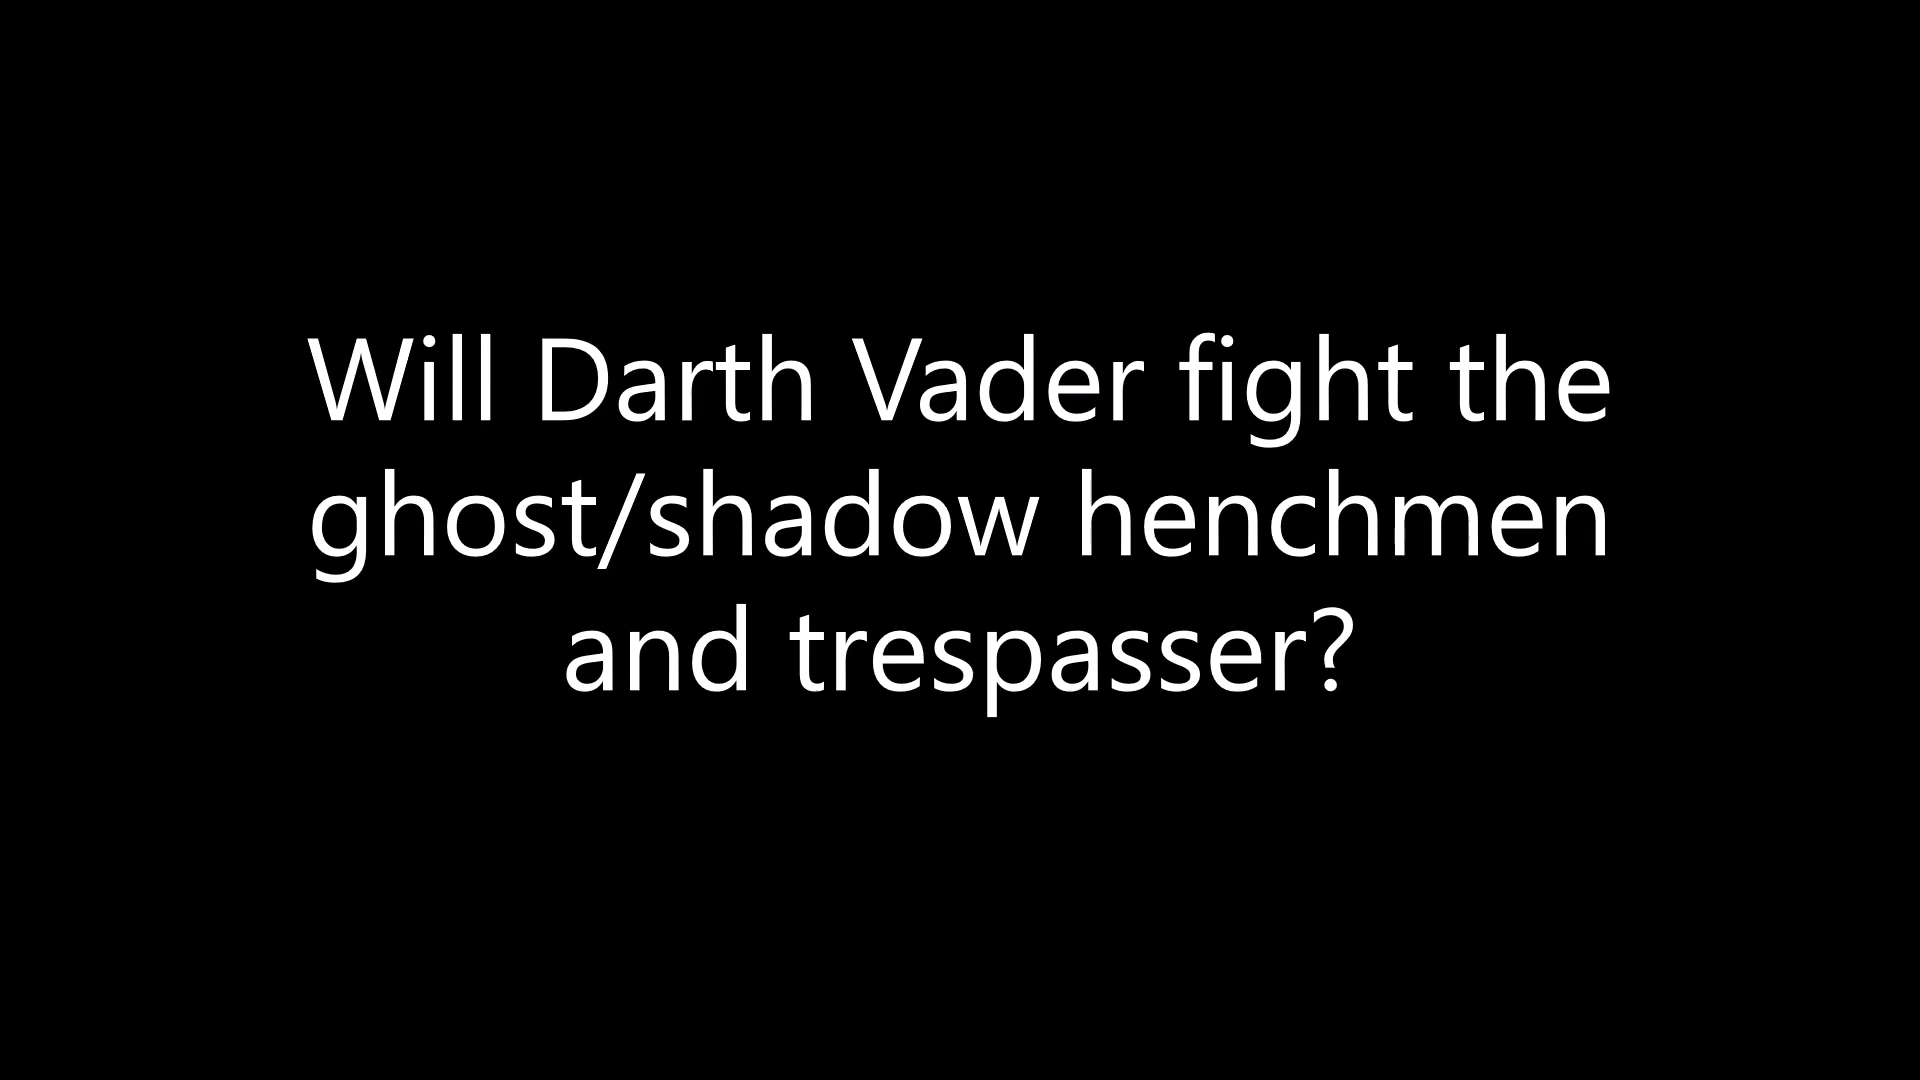 Will Darth Vader fight the
ghost/shadow henchmen
and trespasser?